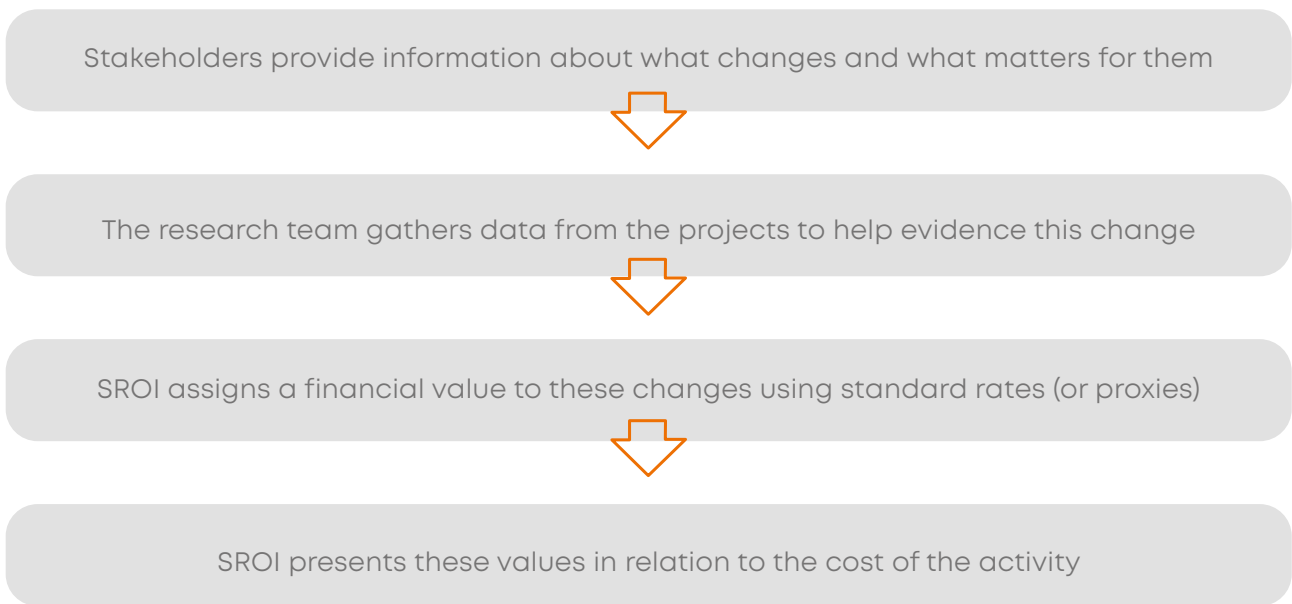 Stakeholders provide information about what changes and what matters for them
The research team gathers data from the projects to help evidence this change
SROI assigns a financial value to these changes using standard rates (or proxies)
SROI presents these values in relation to the cost of the activity